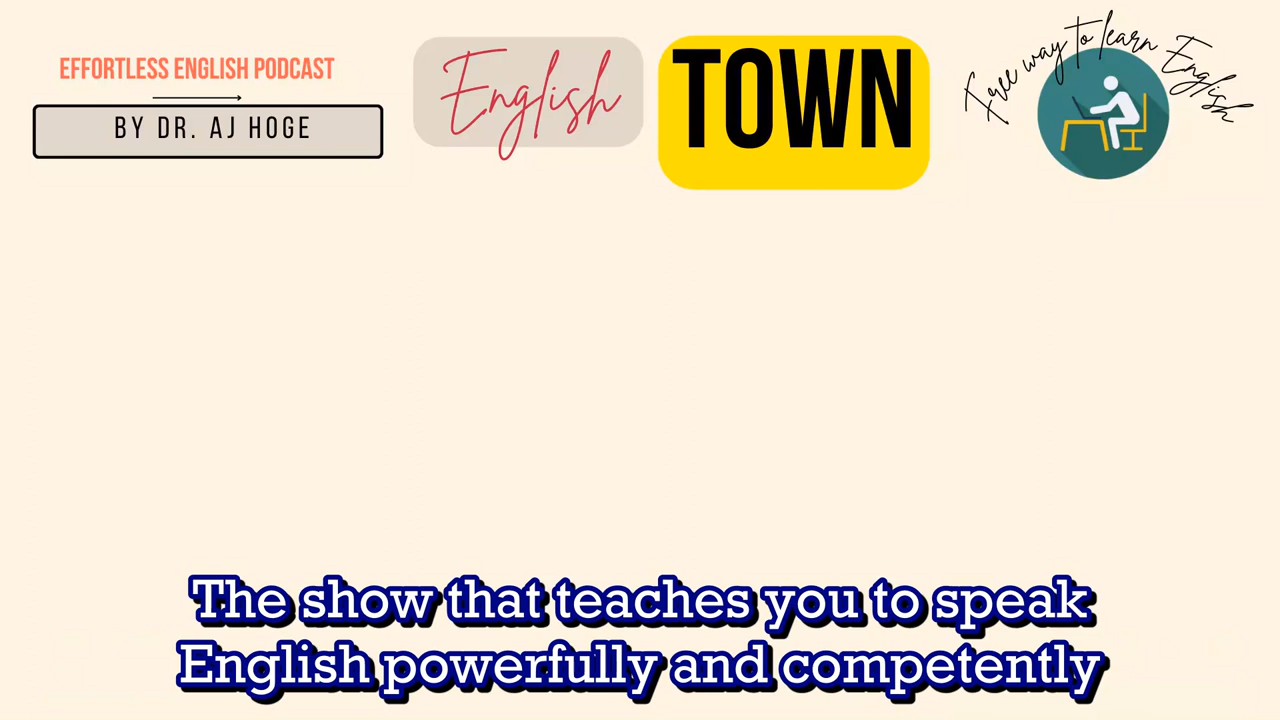 EFFORTLESS ENGLISH PODCAST
BY DR. AJ HOGE
English
TOWN
Free way to learn English
The show that teaches you to speak
English powerfully and competently